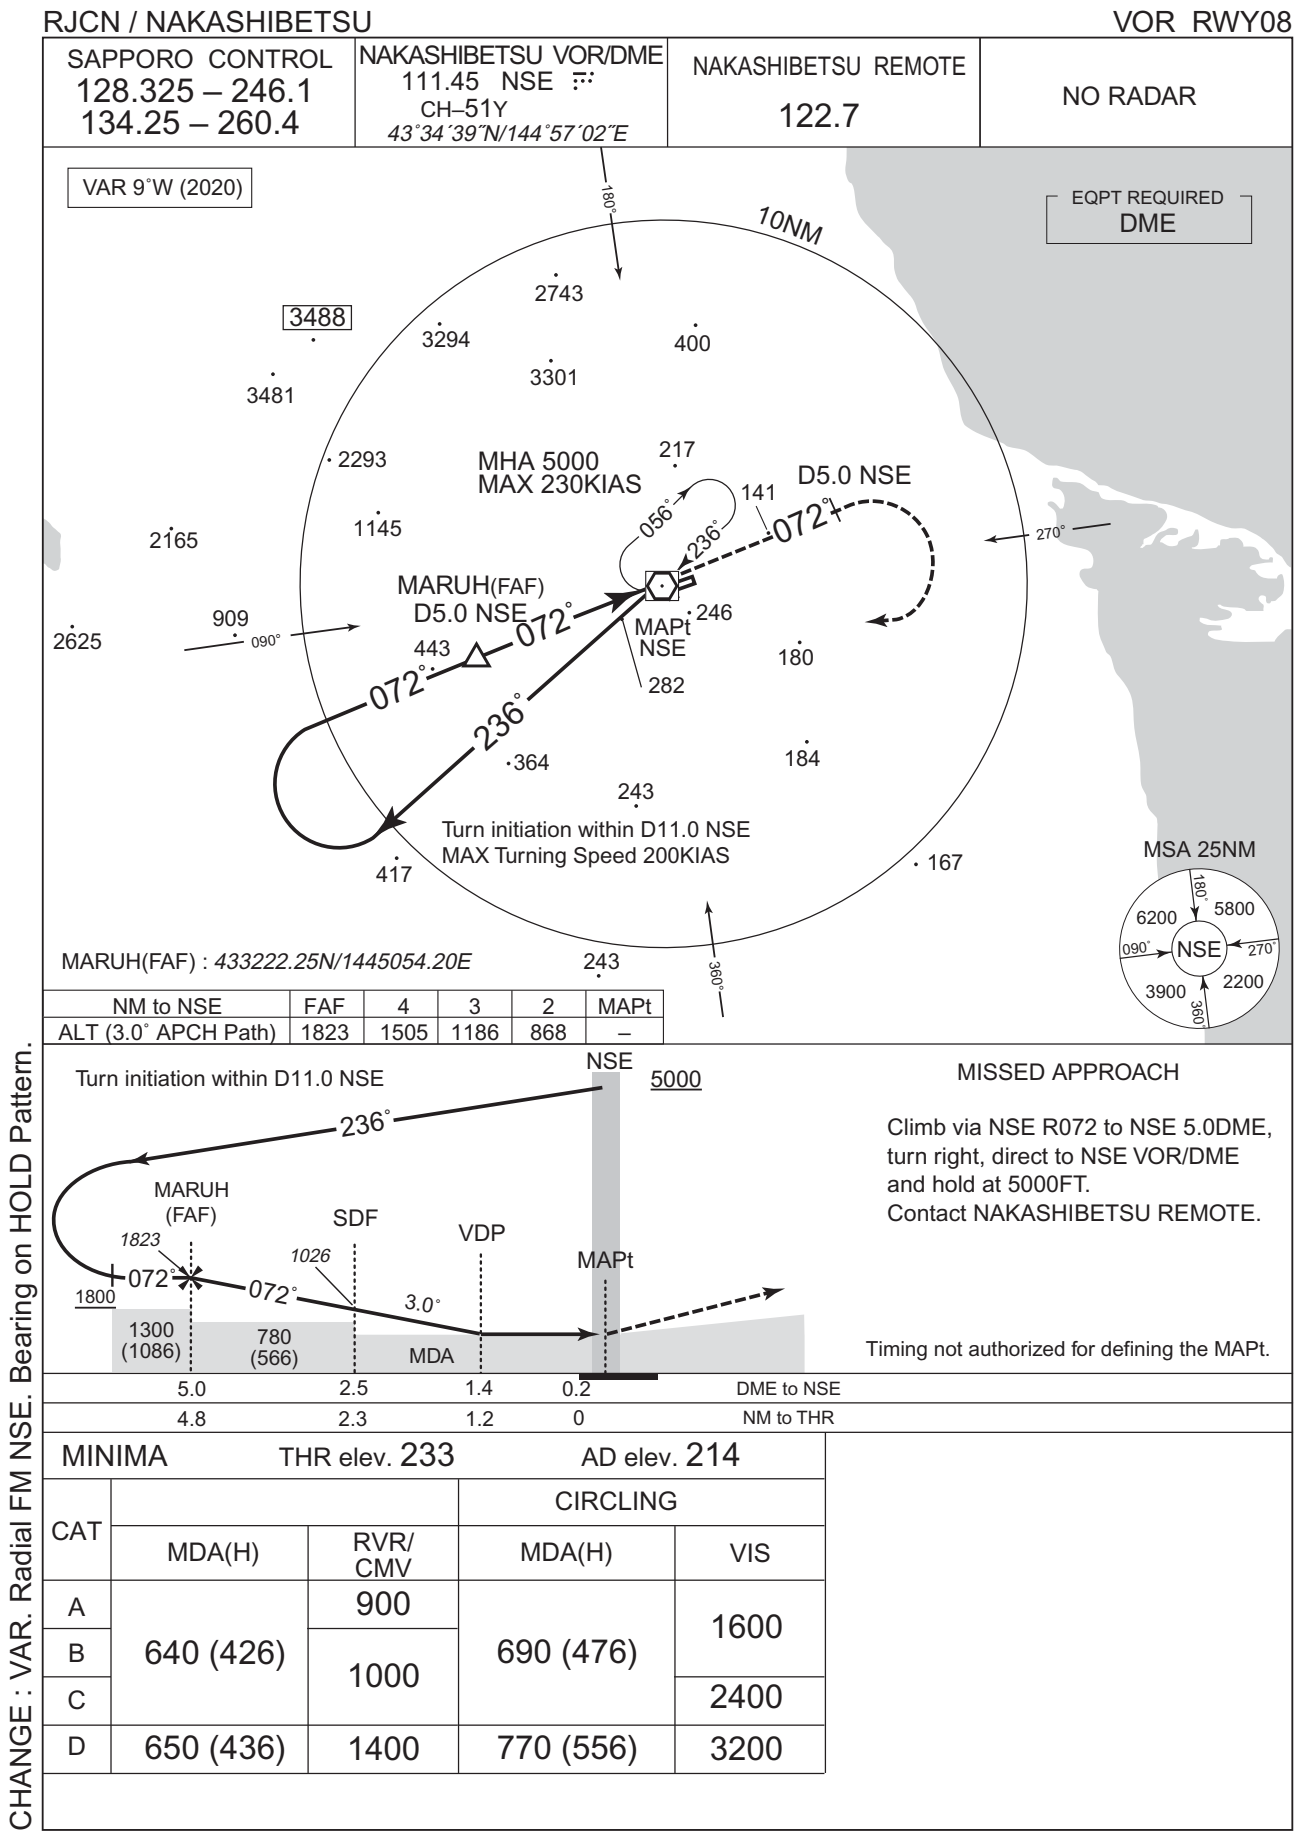 RJCN / NAKASHIBETSU
VOR RWY08
SAPPORO CONTROL
128.325 – 246.1
134.25 – 260.4
NAKASHIBETSU VOR/DME
111.45 NSE
CH–51Y
43°34´39˝N/144°57´02˝E
NAKASHIBETSU REMOTE
122.7
NO RADAR
VAR 9°W (2020)
EQPT REQUIRED
DME
180°
10NM
2743
3488
3294
400
3301
3481
2293
MHA 5000
MAX 230KIAS
217
D5.0 NSE
141
072°
056°
236°
1145
2165
270°
MARUH(FAF)
D5.0 NSE
072°
909
090°
2625
443
246
MAPt
NSE
180
282
072°
236°
364
184
243
Turn initiation within D11.0 NSE
MAX Turning Speed 200KIAS
417
167
MSA 25NM
180°
6200
5800
090°
NSE
270°
3900
2200
360°
360°
MARUH(FAF) : 433222.25N/1445054.20E
243
NM to NSE FAF 4 3 2 MAPt
ALT (3.0° APCH Path) 1823 1505 1186 868 –
Turn initiation within D11.0 NSE
NSE
5000
236°
MARUH
(FAF)
SDF
VDP
MAPt
1823
1026
072°
072°
3.0°
1800
1300
(1086)
780
(566)
MDA
MISSED APPROACH
Climb via NSE R072 to NSE 5.0DME,
turn right, direct to NSE VOR/DME
and hold at 5000FT.
Contact NAKASHIBETSU REMOTE.
Timing not authorized for defining the MAPt.
5.0 2.5 1.4 0.2 DME to NSE
4.8 2.3 1.2 0 NM to THR
MINIMA THR elev. 233 AD elev. 214
CAT
CIRCLING
MDA(H)
RVR/
CMV
MDA(H)
VIS
A
B
C
640 (426)
900
1000
690 (476)
1600
2400
D 650 (436) 1400 770 (556) 3200
CHANGE : VAR. Radial FM NSE. Bearing on HOLD Pattern.